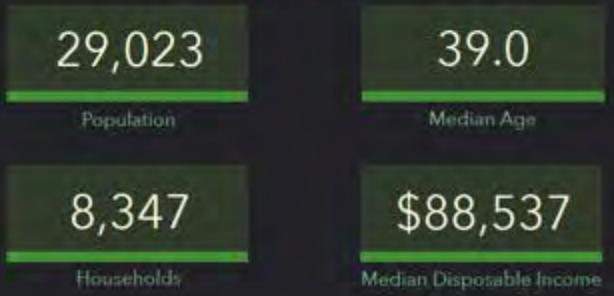 29,023
Population
39.0
Median Age
8,347
Households
$88,537
Median Disposable Income